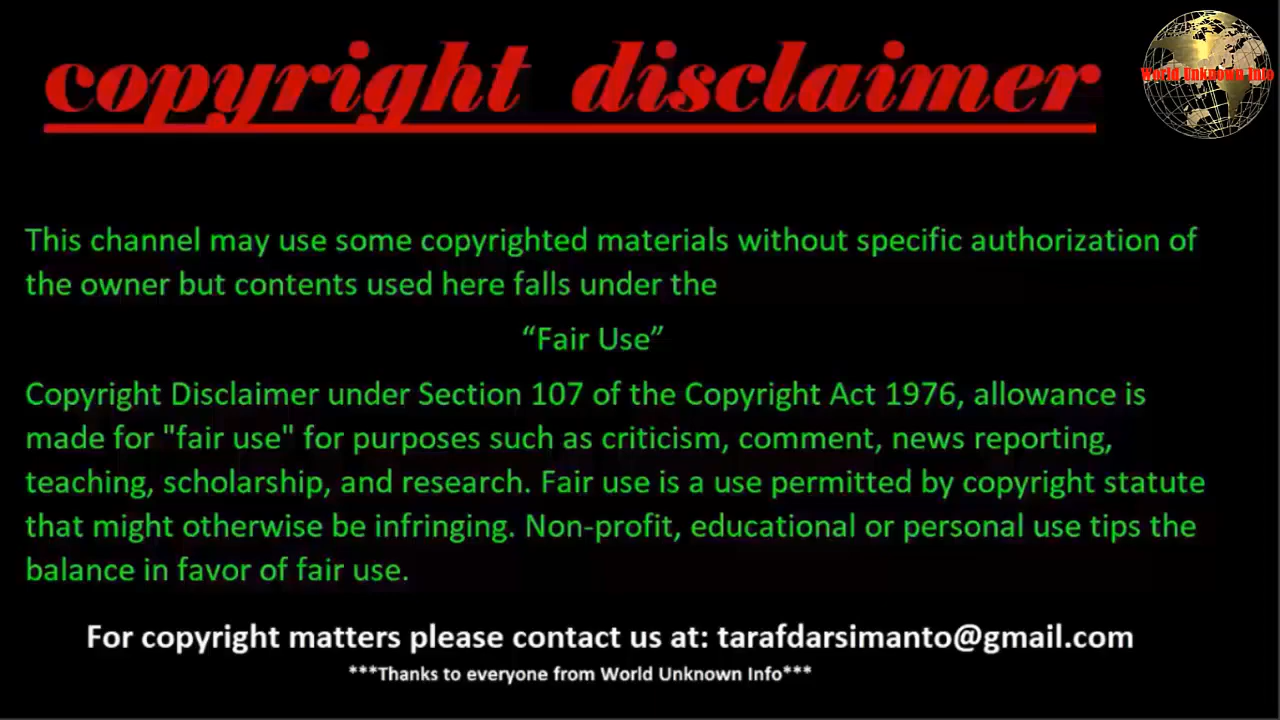 copyright disclaimer
World Unknown Info
This channel may use some copyrighted materials without specific authorization of
the owner but contents used here falls under the
“Fair Use”
Copyright Disclaimer under Section 107 of the Copyright Act 1976, allowance is
made for "fair use" for purposes such as criticism, comment, news reporting,
teaching, scholarship, and research. Fair use is a use permitted by copyright statute
that might otherwise be infringing. Non-profit, educational or personal use tips the
balance in favor of fair use.
For copyright matters please contact us at: tarafdarsimanto@gmail.com
***Thanks to everyone from World Unknown Info***